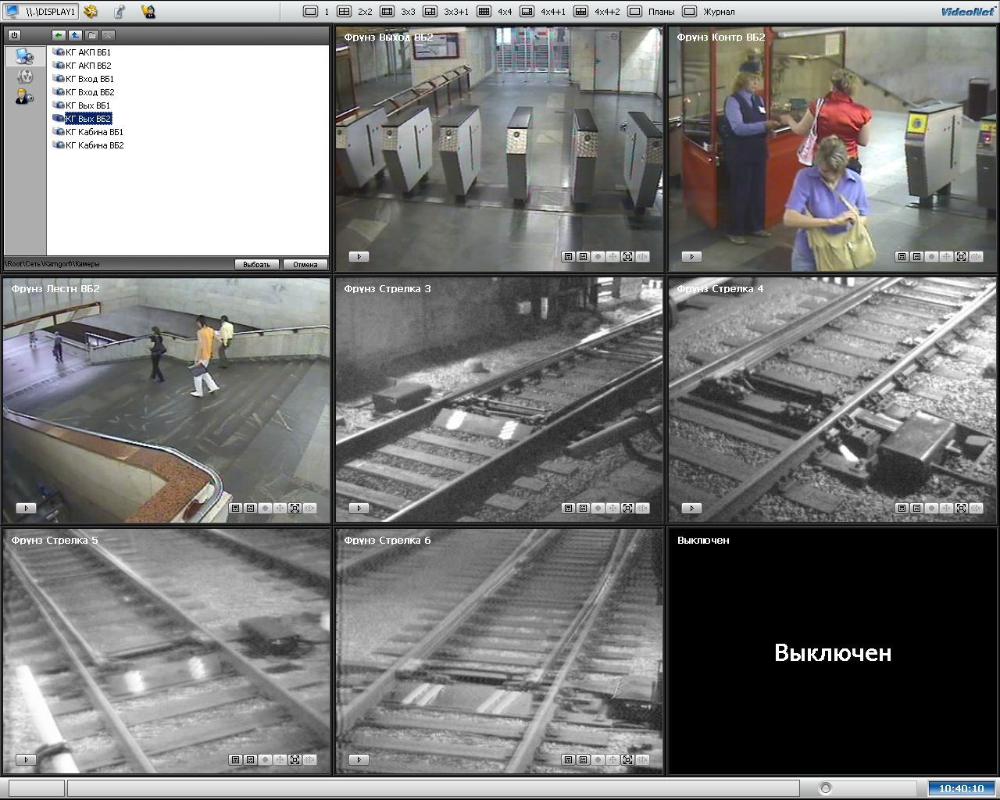 \\.\DISPLAY1
1 2x2 3x3 3x3+1 4x4 4x4+1 4x4+2 Планы Журнал
VideoNet
КГ АКП ВБ1
КГ АКП ВБ2
КГ Вход ВБ1
КГ Вход ВБ2
КГ Вых ВБ1
КГ Вых ВБ2
КГ Кабина ВБ1
КГ Кабина ВБ2
\Root\Сеть\Kamgor6\Камеры
Выбрать Отмена
Фрунз Выход ВБ2
Фрунз Контр ВБ2
Фрунз Лестн ВБ2
Фрунз Стрелка 3
Фрунз Стрелка 4
Фрунз Стрелка 5
Фрунз Стрелка 6
Выключен
Выключен
10:40:10